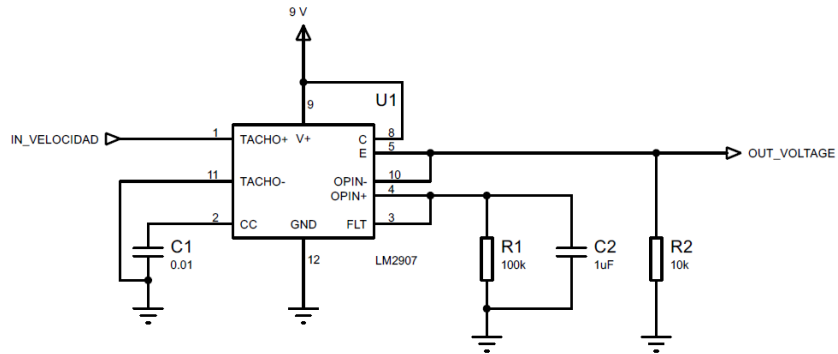 9 V
9
U1
IN_VELOCIDAD
1
TACHO+
V+
C
8
E
5
OUT_VOLTAGE
11
TACHO-
OPIN-
10
OPIN+
4
2
CC
GND
FLT
3
C1
0.01
12
LM2907
R1
100k
C2
1uF
R2
10k